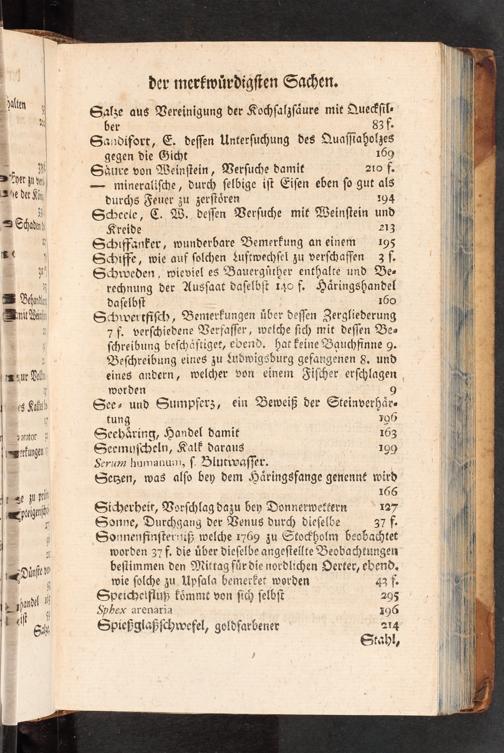 der merkwürdigsten Sachen.
Salze aus Vereinigung der Kochsalzsäure mit Quecksil-
ber 83 f.
Sandifort, E. dessen Untersuchung des Quassiaholzes
gegen die Gicht 169
Säure von Weinstein, Versuche damit 210 f.
— mineralische, durch selbige ist Eisen eben so gut als
durchs Feuer zu zerstören 194
Scheele, C. W. dessen Versuche mit Weinstein und
Kreide 213
Schiffanker, wunderbare Bemerkung an einem 195
Schiffe, wie auf solchen Luftwechsel zu verschaffen 3 f.
Schweden, wieviel es Bauergüther enthalte und Be-
rechnung der Aussaat daselbst 140 f. Häringshandel
daselbst 160
Schwertfisch, Bemerkungen über dessen Zergliederung
7 f. verschiedene Verfasser, welche sich mit dessen Be-
schreibung beschäftiget, ebend. hat keine Bauchfinne 9.
Beschreibung eines zu Ludwigsburg gefangenen 8. und
eines andern, welcher von einem Fischer erschlagen
worden 9
See- und Sumpferz, ein Beweiß der Steinverhär-
tung 196
Seehäring, Handel damit 163
Seemuscheln, Kalk daraus 199
Serum humanum, s. Blutwasser.
Setzen, was also bey dem Häringsfange genennt wird
166
Sicherheit, Vorschlag dazu bey Donnerwettern 127
Sonne, Durchgang der Venus durch dieselbe 37 f.
Sonnenfinsterniß welche 1769 zu Stockholm beobachtet
worden 37 f. die über dieselbe angestellte Beobachtungen
bestimmen den Mittag für die nordlichen Oerter, ebend.
wie solche zu Upsala bemerket worden 43 f.
Speichelfluß kömmt von sich selbst 295
Sphex arenaria 196
Spießglaßschwefel, goldfarbener 214
Stahl,